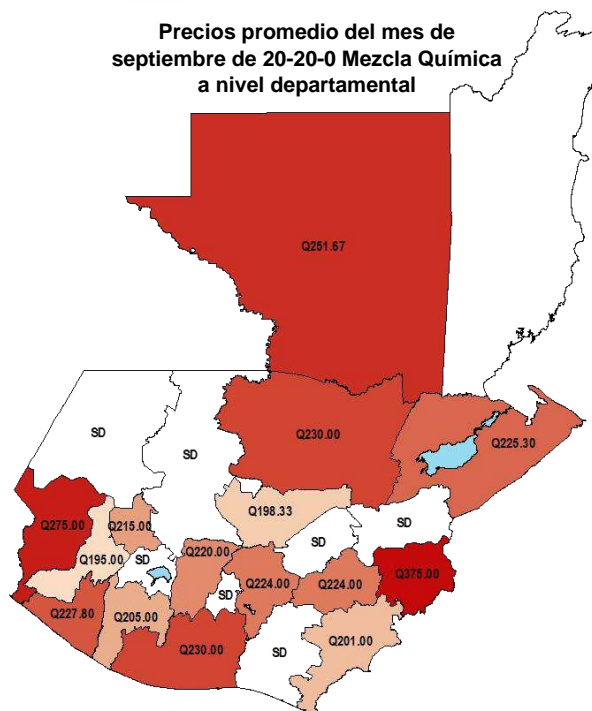 Precios promedio del mes de
septiembre de 20-20-0 Mezcla Química
a nivel departamental
Q251.67
SD
SD
Q230.00
Q225.30
Q275.00
Q215.00
Q198.33
SD
SD
Q195.00
SD
Q220.00
Q224.00
Q224.00
Q375.00
SD
Q227.80
Q205.00
Q230.00
SD
Q201.00